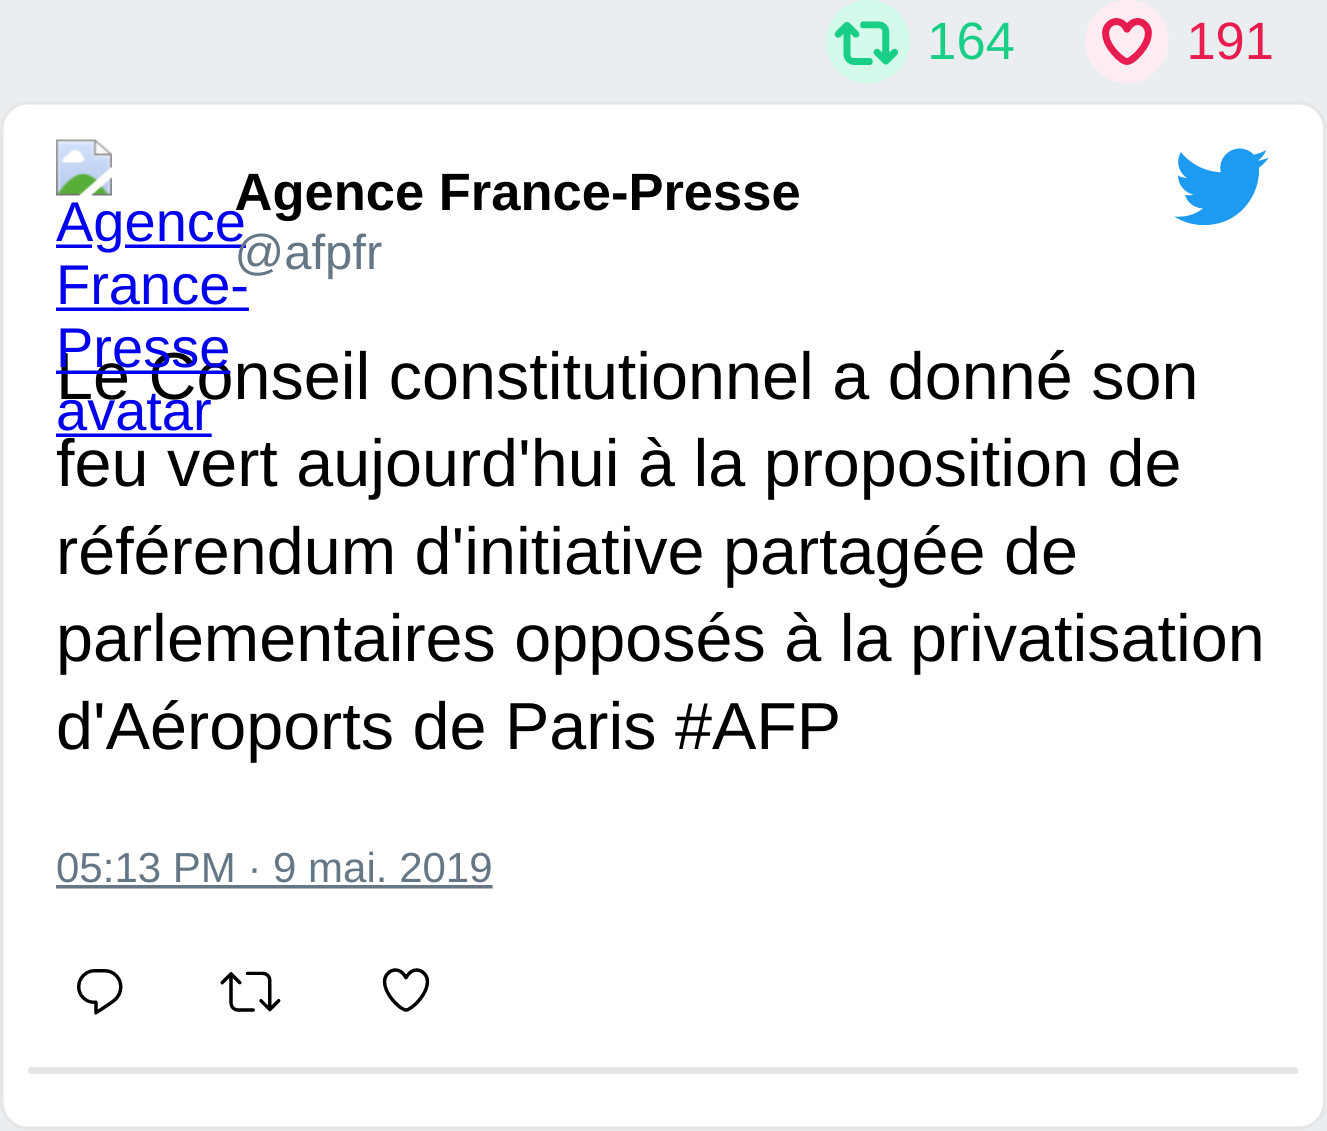 164 191
Agence France-Presse
@afpfr
Agence
France-
Presse
avatar
Le Conseil constitutionnel a donné son
feu vert aujourd'hui à la proposition de
référendum d'initiative partagée de
parlementaires opposés à la privatisation
d'Aéroports de Paris #AFP
05:13 PM · 9 mai. 2019